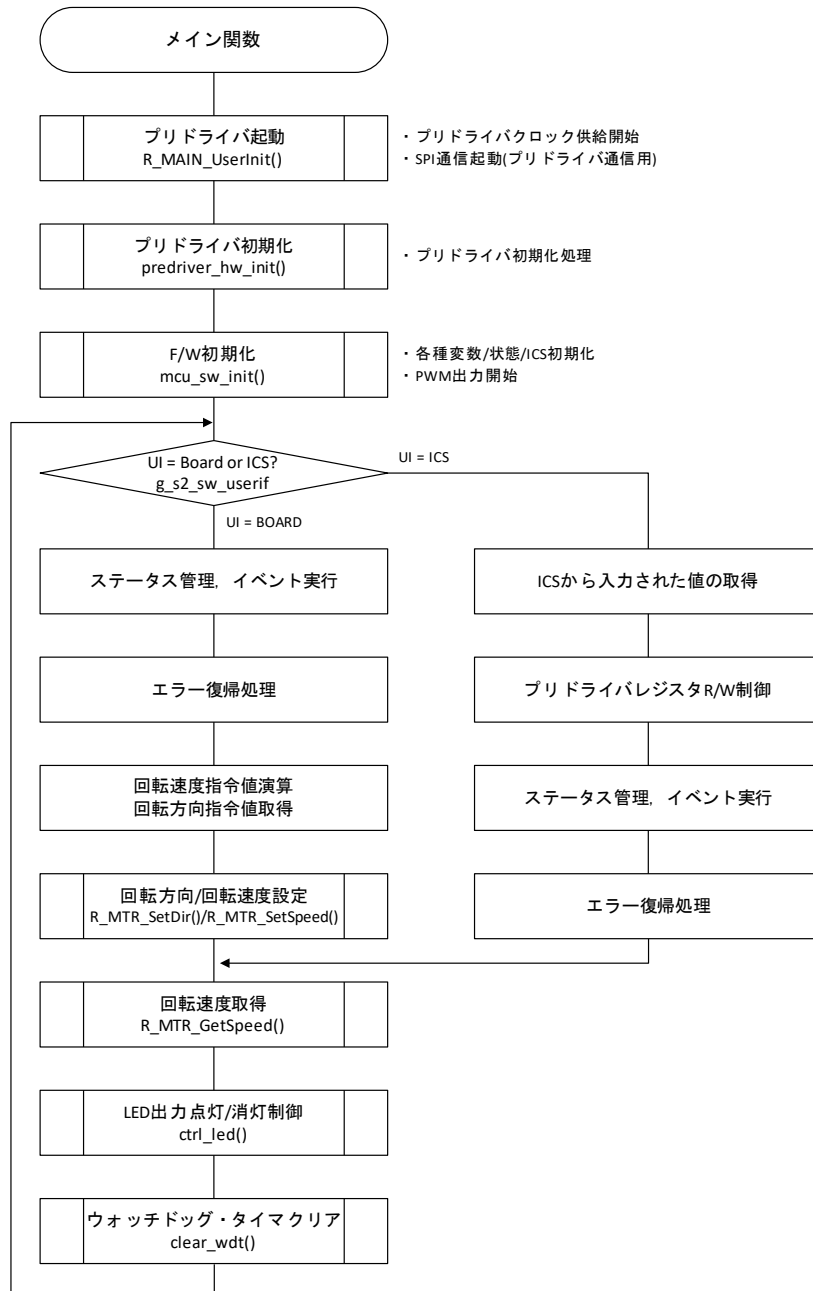 メイン関数
プリドライバ起動
R_MAIN_UserInit()
・プリドライバクロック供給開始
・SPI通信起動(プリドライバ通信用)
プリドライバ初期化
predriver_hw_init()
・プリドライバ初期化処理
F/W初期化
mcu_sw_init()
・各種変数/状態/ICS初期化
・PWM出力開始
UI = Board or ICS?
g_s2_sw_userif
UI = ICS
UI = BOARD
ステータス管理，イベント実行
エラー復帰処理
回転速度指令値演算
回転方向指令値取得
回転方向/回転速度設定
R_MTR_SetDir()/R_MTR_SetSpeed()
ICSから入力された値の取得
プリドライバレジスタR/W制御
ステータス管理，イベント実行
エラー復帰処理
回転速度取得
R_MTR_GetSpeed()
LED出力点灯/消灯制御
ctrl_led()
ウォッチドッグ・タイマクリア
clear_wdt()